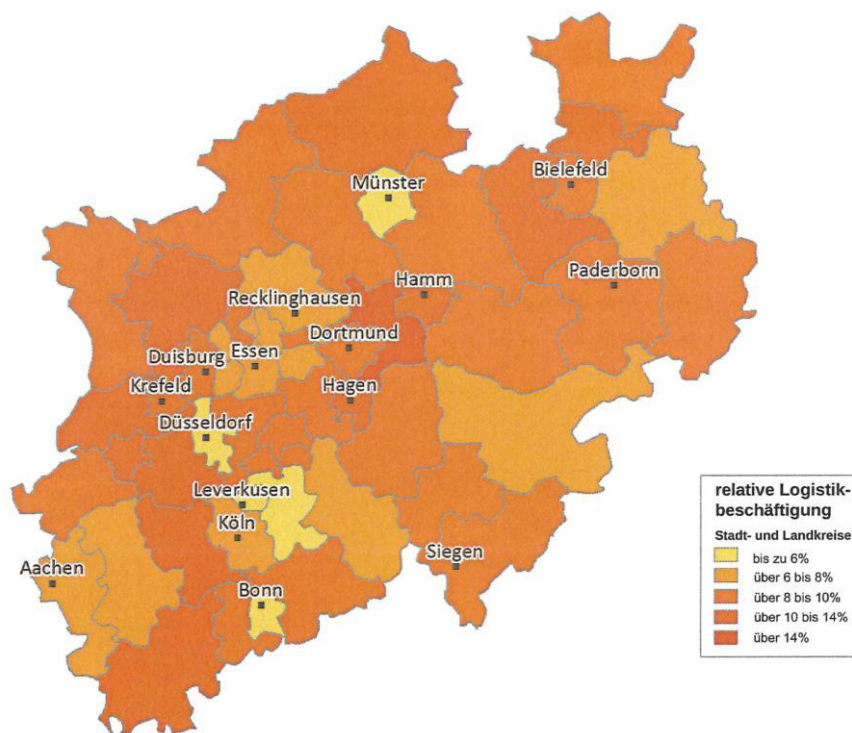 Münster
Bielefeld
Paderborn
Hamm
Recklinghausen
Dortmund
Essen
Duisburg
Krefeld
Hagen
Düsseldorf
Leverkusen
Köln
Siegen
Aachen
Bonn
relative Logistik-
beschäftigung
Stadt- und Landkreise
bis zu 6%
über 6 bis 8%
über 8 bis 10%
über 10 bis 14%
über 14%